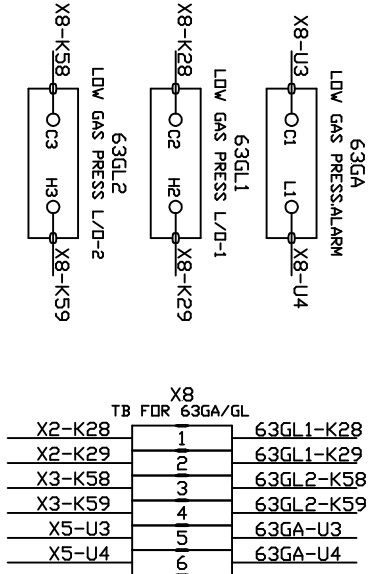 63GA
LOW GAS PRESS.ALARM
X8-U3
C1
L1
X8-U4
63GL1
LOW GAS PRESS L/O-1
X8-K28
C2
H2
X8-K29
63GL2
LOW GAS PRESS L/O-2
X8-K58
C3
H3
X8-K59
X8
TB FOR 63GA/GL
X2-K28 1 63GL1-K28
X2-K29 2 63GL1-K29
X3-K58 3 63GL2-K58
X3-K59 4 63GL2-K59
X5-U3 5 63GA-U3
X5-U4 6 63GA-U4